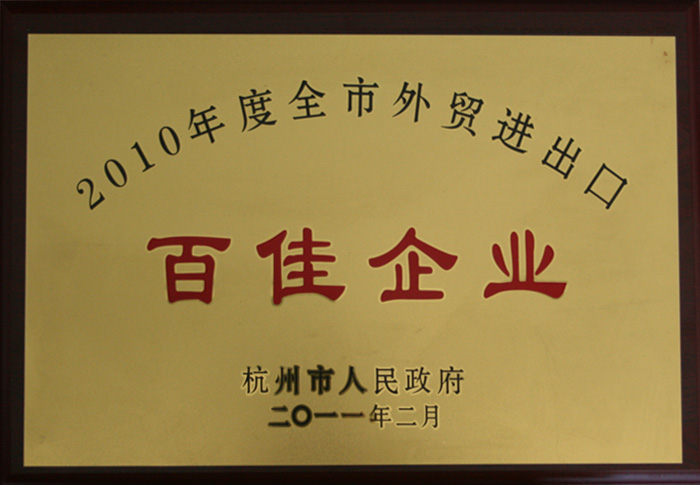 2010年度全市外贸进出口
百佳企业
杭州市人民政府
二〇一一年二月